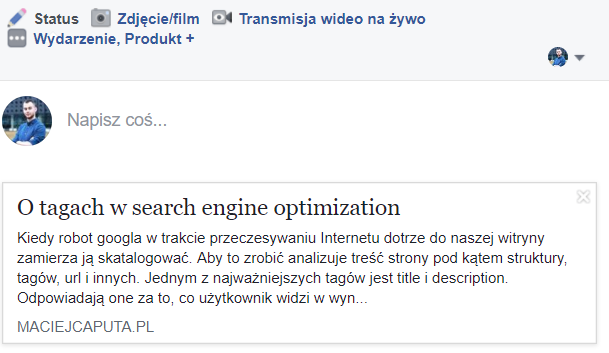 Status Zdjęcie/film Transmisja wideo na żywo
Wydarzenie, Produkt +
Napisz coś...
O tagach w search engine optimization
Kiedy robot googla w trakcie przeczesywaniu Internetu dotrze do naszej witryny
zamierza ją skatalogować. Aby to zrobić analizuje treść strony pod kątem struktury,
tagów, url i innych. Jednym z najważniejszych tagów jest title i description.
Odpowiadają one za to, co użytkownik widzi w wyn...
MACIEJCAPUTA.PL